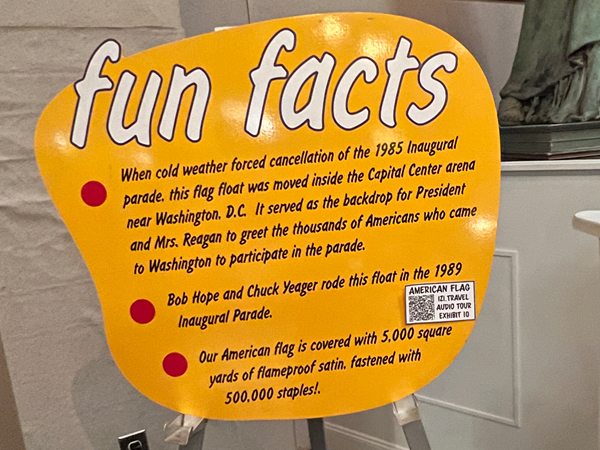 fun facts
When cold weather forced cancellation of the 1985 Inaugural
parade, this flag float was moved inside the Capital Center arena
near Washington, D.C. It served as the backdrop for President
and Mrs. Reagan to greet the thousands of Americans who came
to Washington to participate in the parade.
Bob Hope and Chuck Yeager rode this float in the 1989
Inaugural Parade.
AMERICAN FLAG
IZI.TRAVEL
AUDIO TOUR
EXHIBIT 10
Our American flag is covered with 5,000 square
yards of flameproof satin, fastened with
500,000 staples!.